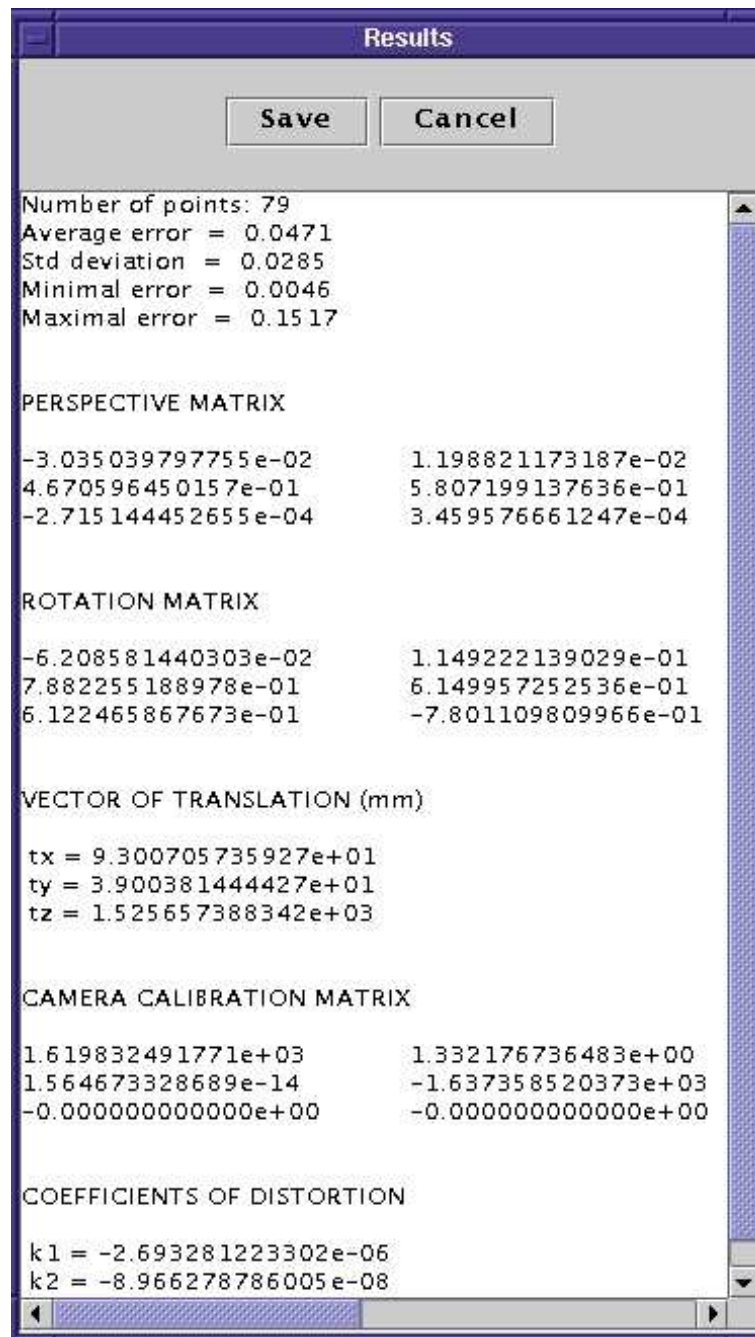 Results
Save Cancel
Number of points: 79
Average error = 0.0471
Std deviation = 0.0285
Minimal error = 0.0046
Maximal error = 0.1517
PERSPECTIVE MATRIX
-3.035039797755e-02 1.198821173187e-02
4.670596450157e-01 5.807199137636e-01
-2.715144452655e-04 3.459576661247e-04
ROTATION MATRIX
-6.208581440303e-02 1.149222139029e-01
7.882255188978e-01 6.149957252536e-01
6.122465867673e-01 -7.801109809966e-01
VECTOR OF TRANSLATION (mm)
tx = 9.300705735927e+01
ty = 3.900381444427e+01
tz = 1.525657388342e+03
CAMERA CALIBRATION MATRIX
1.619832491771e+03 1.332176736483e+00
1.564673328689e-14 -1.637358520373e+03
-0.000000000000e+00 -0.000000000000e+00
COEFFICIENTS OF DISTORTION
k1 = -2.693281223302e-06
k2 = -8.966278786005e-08